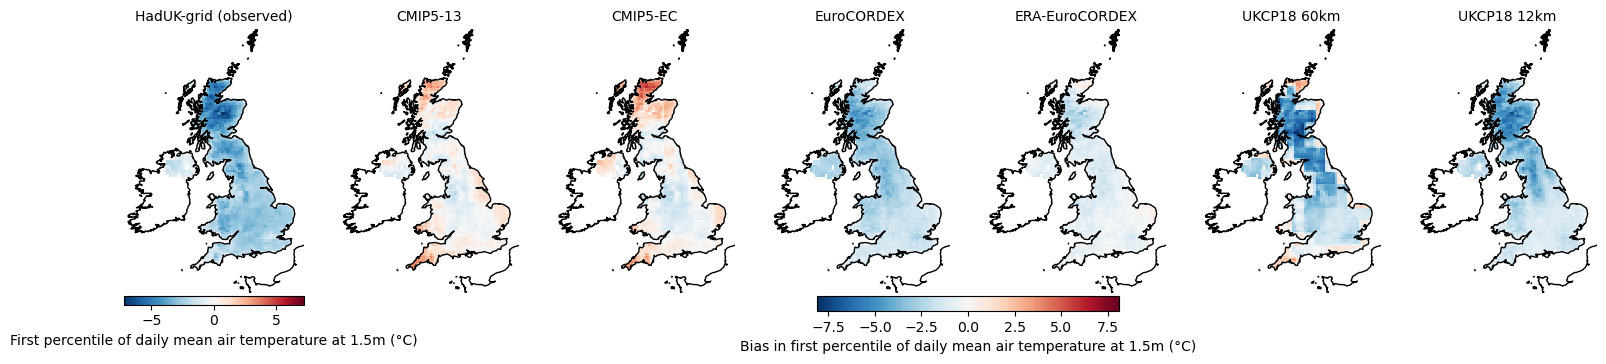 HadUK-grid (observed)
CMIP5-13
CMIP5-EC
EuroCORDEX
ERA-EuroCORDEX
UKCP18 60km
UKCP18 12km
−5 0 5
First percentile of daily mean air temperature at 1.5m (°C)
−7.5 −5.0 −2.5 0.0 2.5 5.0 7.5
Bias in first percentile of daily mean air temperature at 1.5m (°C)